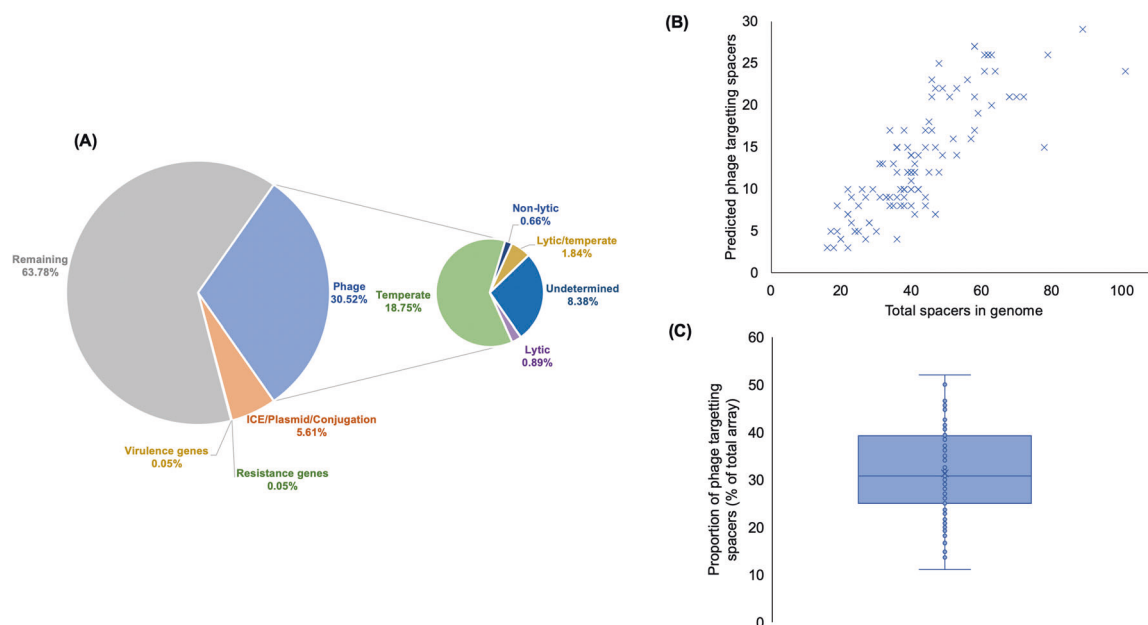 (A)
Remaining
63.78%
Phage
30.52%
ICE/Plasmid/Conjugation
5.61%
Virulence genes
0.05%
Resistance genes
0.05%
Non-lytic
0.66%
Lytic/temperate
1.84%
Temperate
18.75%
Undetermined
8.38%
Lytic
0.89%
(B)
Predicted phage targetting spacers
30
25
20
15
10
5
0
0
20
40
60
80
100
Total spacers in genome
(C)
Proportion of phage targetting
spacers (% of total array)
60
50
40
30
20
10
0